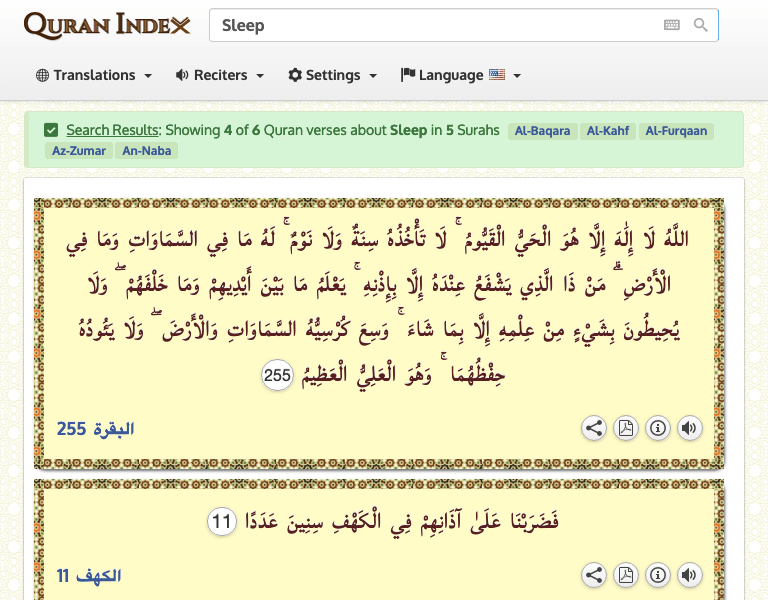 QURAN INDEX
Sleep
Translations Reciters Settings Language
Search Results: Showing 4 of 6 Quran verses about Sleep in 5 Surahs Al-Baqara Al-Kahf Al-Furqaan
Az-Zumar An-Naba
اللَّهُ لَا إِلَٰهَ إِلَّا هُوَ الْحَيُّ الْقَيُّومُ ۚ لَا تَأْخُذُهُ سِنَةٌ وَلَا نَوْمٌ ۚ لَهُ مَا فِي السَّمَاوَاتِ وَمَا فِي
الْأَرْضِ ۗ مَنْ ذَا الَّذِي يَشْفَعُ عِنْدَهُ إِلَّا بِإِذْنِهِ ۚ يَعْلَمُ مَا بَيْنَ أَيْدِيهِمْ وَمَا خَلْفَهُمْ ۖ وَلَا
يُحِيطُونَ بِشَيْءٍ مِنْ عِلْمِهِ إِلَّا بِمَا شَاءَ ۚ وَسِعَ كُرْسِيُّهُ السَّمَاوَاتِ وَالْأَرْضَ ۖ وَلَا يَئُودُهُ
حِفْظُهُمَا ۚ وَهُوَ الْعَلِيُّ الْعَظِيمُ 255
البقرة 255
فَضَرَبْنَا عَلَىٰ آذَانِهِمْ فِي الْكَهْفِ سِنِينَ عَدَدًا 11
الكهف 11